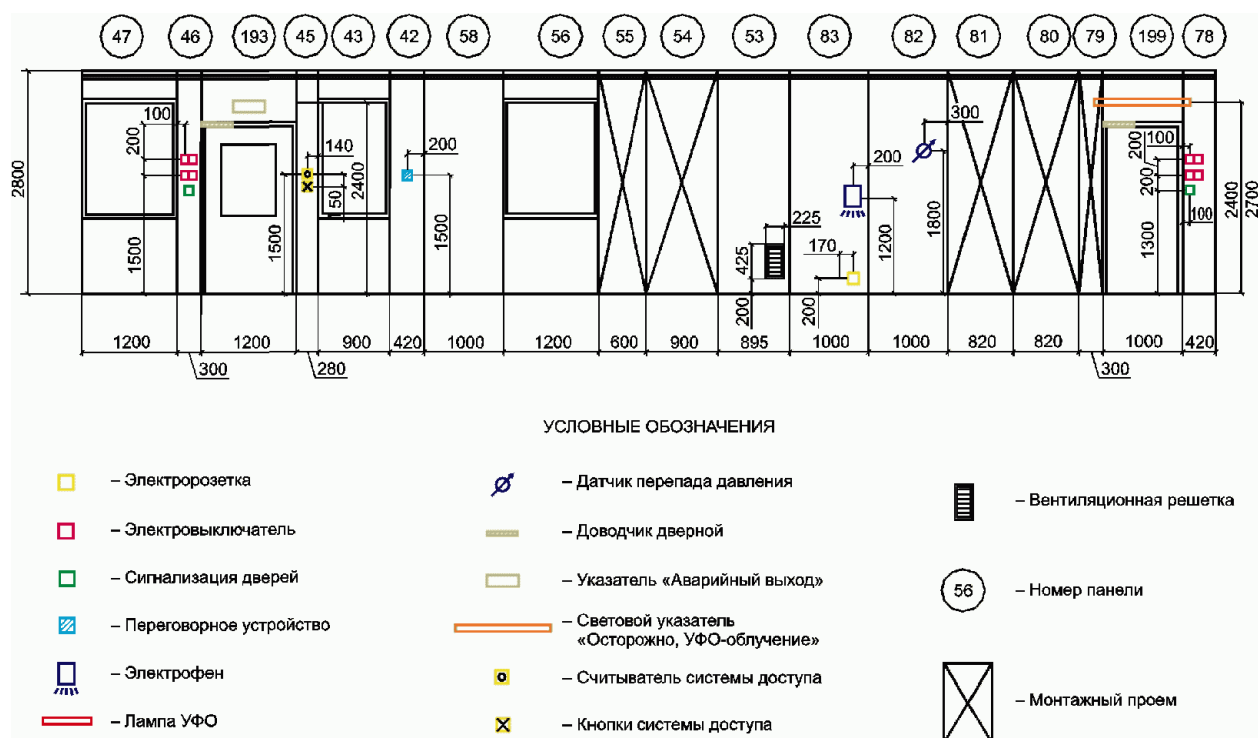 47 46 193 45 43 42 58 56 55 54 53 83 82 81 80 79 199 78
2800
100
200
1500
140
150
2400
1500
200
1500
225
425
200
170
200
200
1200
300
1800
100
200
200
1300
100
2400
2700
1200 1200 900 420 1000 1200 600 900 895 1000 1000 820 820 1000 420
300 280 300
УСЛОВНЫЕ ОБОЗНАЧЕНИЯ
– Электророзетка
– Электровыключатель
– Сигнализация дверей
– Переговорное устройство
– Электрофен
– Лампа УФО
– Датчик перепада давления
– Доводчик дверной
– Указатель «Аварийный выход»
– Световой указатель
«Осторожно, УФО-облучение»
– Считыватель системы доступа
– Кнопки системы доступа
– Вентиляционная решетка
56 – Номер панели
– Монтажный проем